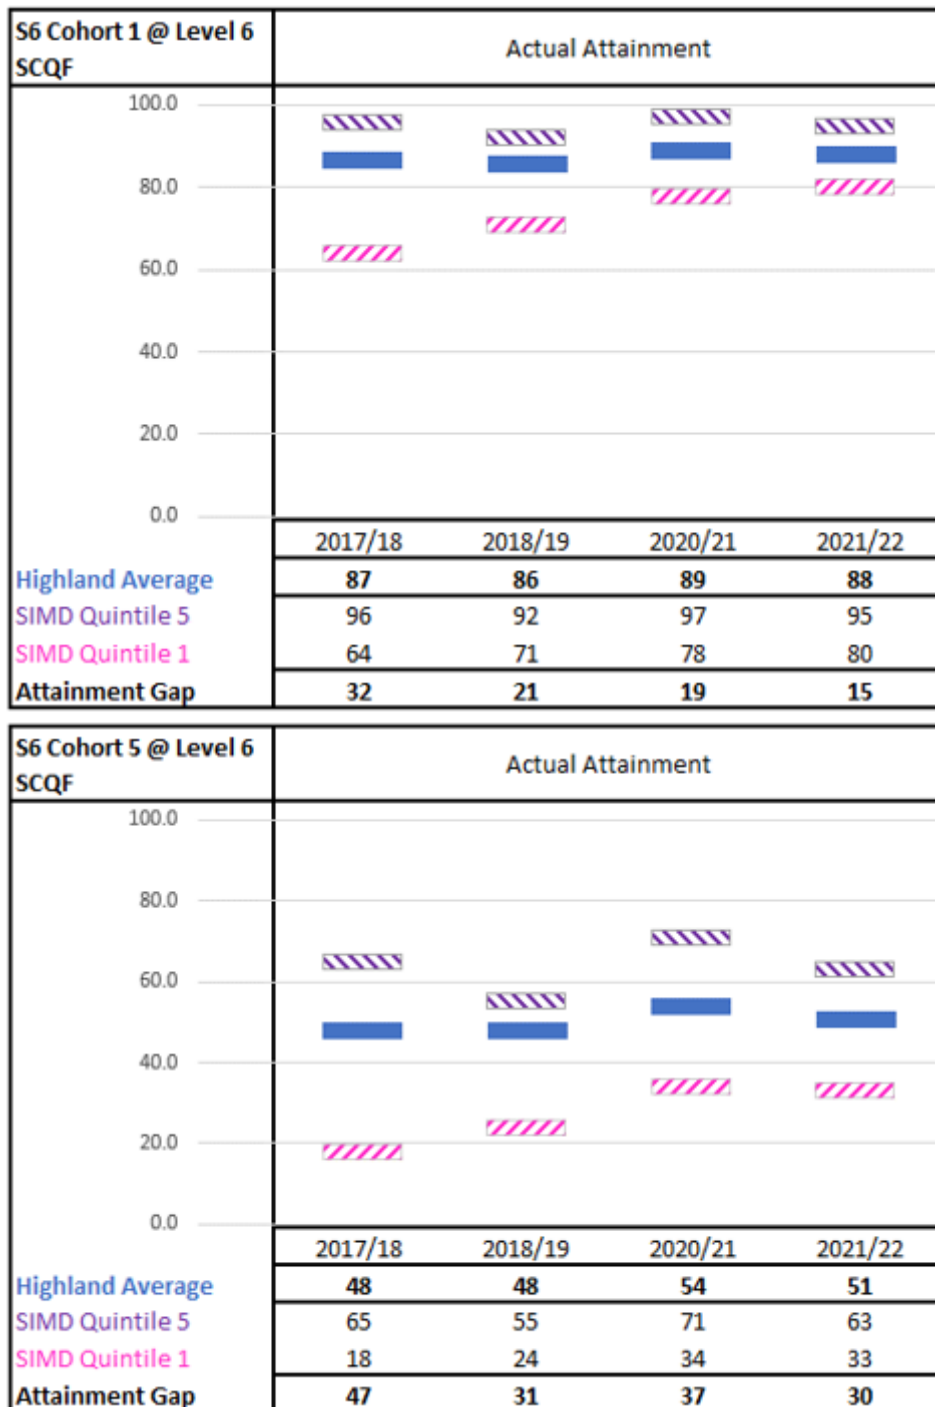 S6 Cohort 1 @ Level 6
SCQF
Actual Attainment
100.0
80.0
60.0
40.0
20.0
0.0
2017/18 2018/19 2020/21 2021/22
Highland Average 87 86 89 88
SIMD Quintile 5 96 92 97 95
SIMD Quintile 1 64 71 78 80
Attainment Gap 32 21 19 15
S6 Cohort 5 @ Level 6
SCQF
Actual Attainment
100.0
80.0
60.0
40.0
20.0
0.0
2017/18 2018/19 2020/21 2021/22
Highland Average 48 48 54 51
SIMD Quintile 5 65 55 71 63
SIMD Quintile 1 18 24 34 33
Attainment Gap 47 31 37 30